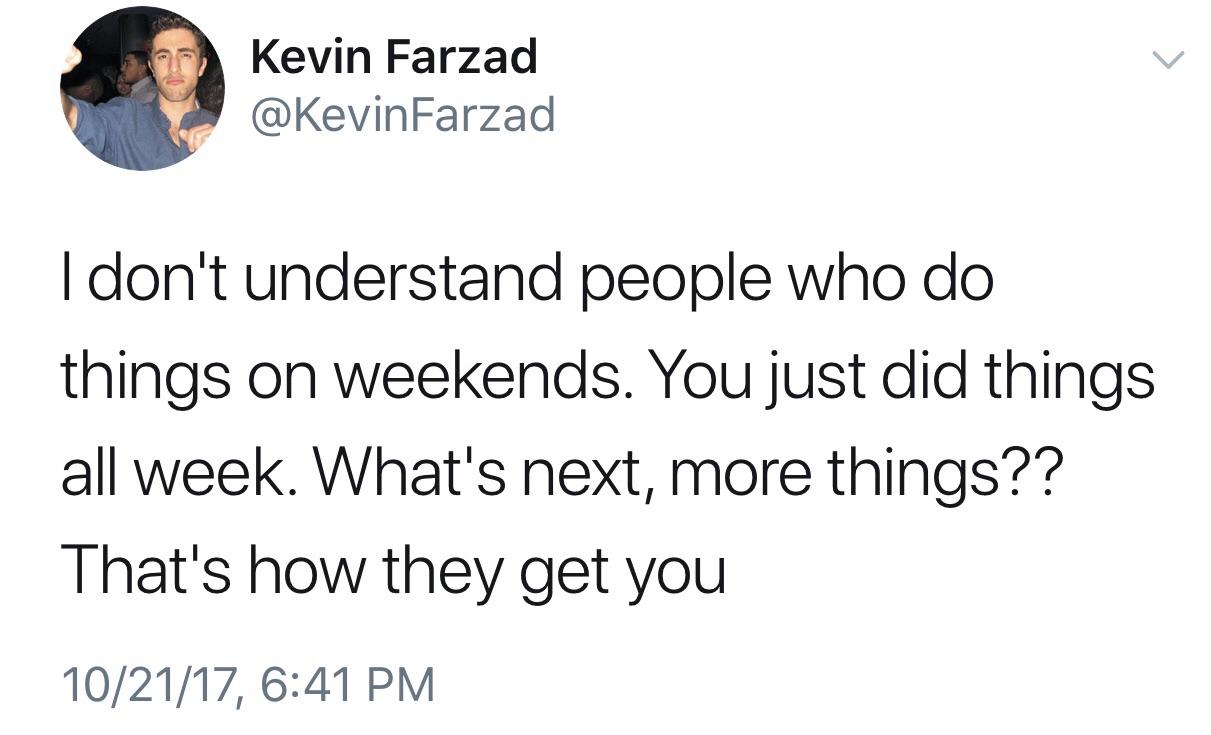 Kevin Farzad
@KevinFarzad
I don't understand people who do
things on weekends. You just did things
all week. What's next, more things??
That's how they get you
10/21/17, 6:41 PM